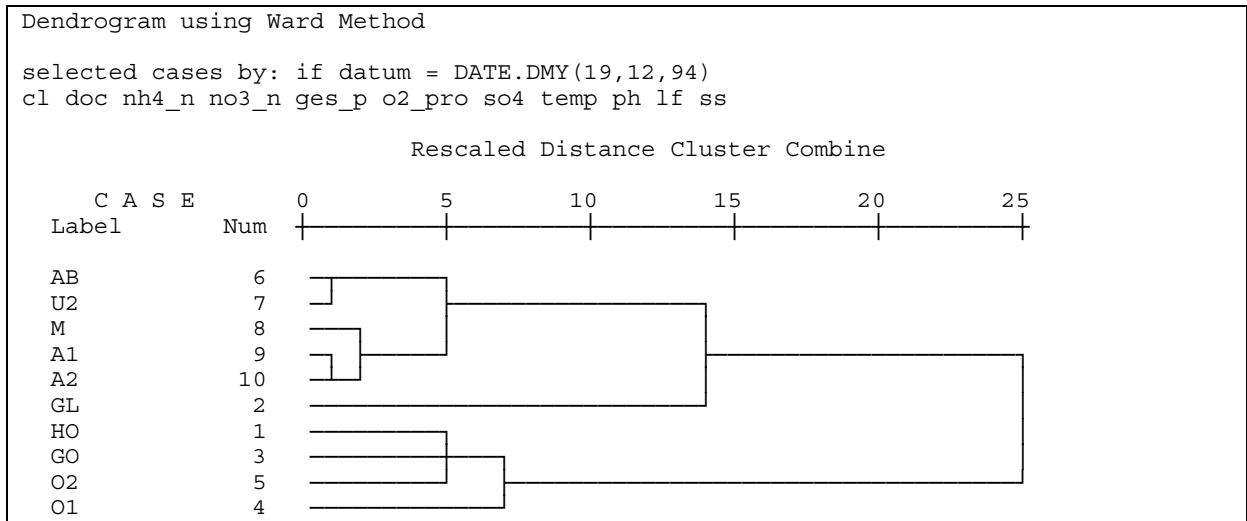 Dendrogram using Ward Method
selected cases by: if datum = DATE.DMY(19,12,94)
cl doc nh4_n no3_n ges_p o2_pro so4 temp ph lf ss
Rescaled Distance Cluster Combine
C A S E 0 5 10 15 20 25
Label Num
AB 6
U2 7
M 8
A1 9
A2 10
GL 2
HO 1
GO 3
O2 5
O1 4